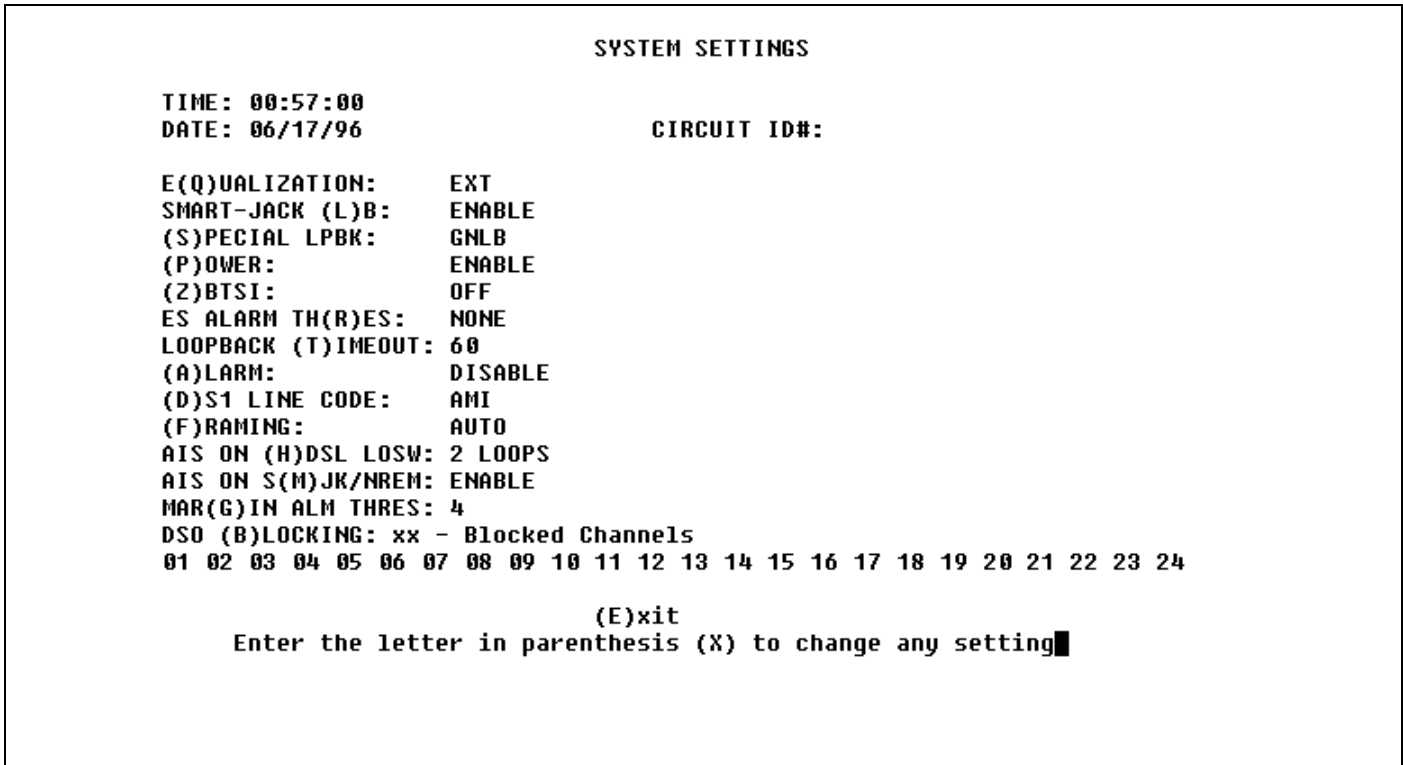 SYSTEM SETTINGS
TIME: 00:57:00
DATE: 06/17/96 CIRCUIT ID#:
E(Q)UALIZATION: EXT
SMART-JACK (L)B: ENABLE
(S)PECIAL LPBK: GNLB
(P)OWER: ENABLE
(Z)BTSI: OFF
ES ALARM TH(R)ES: NONE
LOOPBACK (T)IMEOUT: 60
(A)LARM: DISABLE
(D)S1 LINE CODE: AMI
(F)RAMING: AUTO
AIS ON (H)DSL LOSW: 2 LOOPS
AIS ON S(M)JK/NREM: ENABLE
MAR(G)IN ALM THRES: 4
DSO (B)LOCKING: xx - Blocked Channels
01 02 03 04 05 06 07 08 09 10 11 12 13 14 15 16 17 18 19 20 21 22 23 24
(E)xit
Enter the letter in parenthesis (X) to change any setting